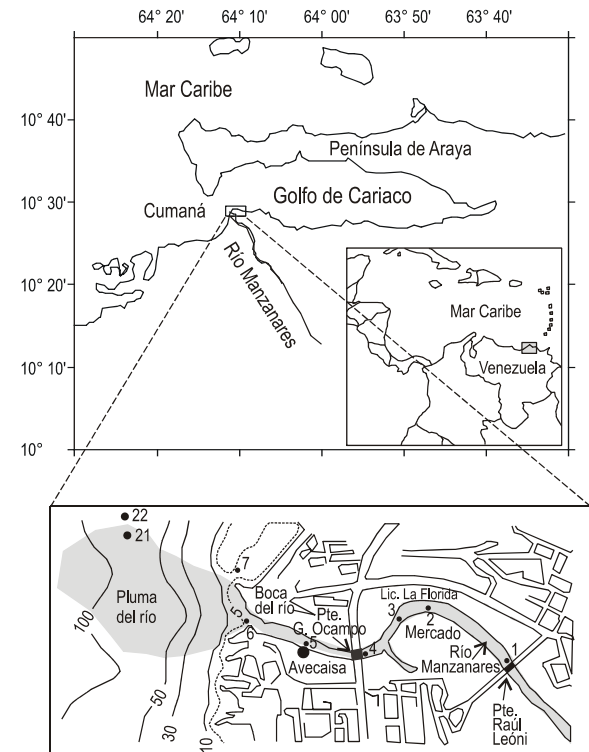 64° 20' 64° 10' 64° 00' 63° 50' 63° 40'
Mar Caribe
10° 40'
Península de Araya
10° 30'
Golfo de Cariaco
Cumaná
Río Manzanares
10° 20'
Mar Caribe
10° 10'
Venezuela
10°
22
21
7
Pluma
del río
Boca
del río
Pte.
Ocampo
Lic. La Florida
3
2
Mercado
5
6
G.
5
4
Avecaisa
Río
Manzanares
1
100
50
30
10
Pte.
Raúl
Leóni